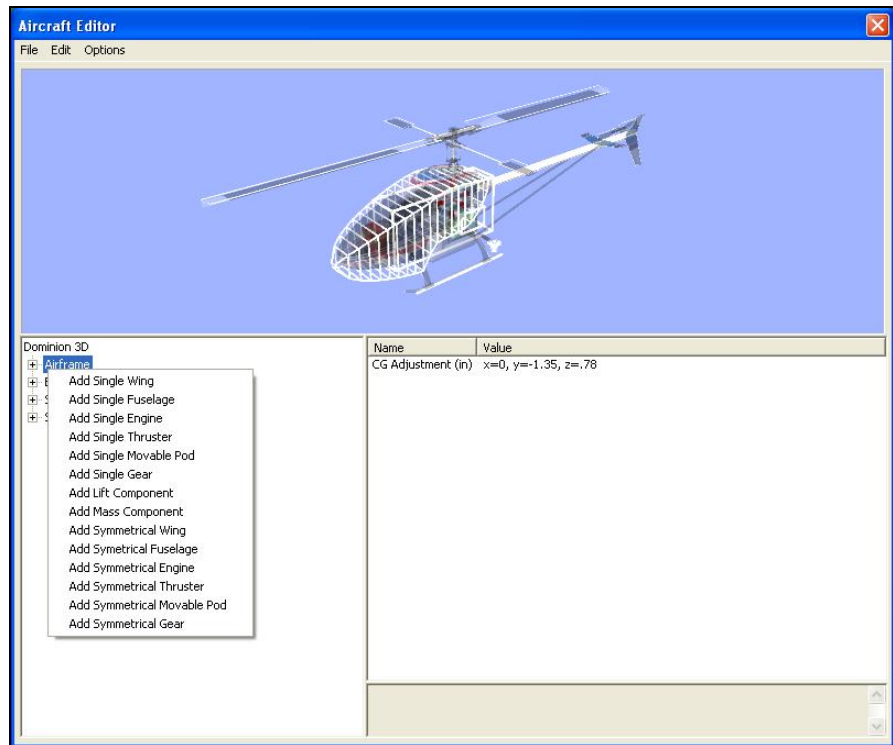 Aircraft Editor
File Edit Options
Dominion 3D
Airframe
Add Single Wing
Add Single Fuselage
Add Single Engine
Add Single Thruster
Add Single Movable Pod
Add Single Gear
Add Lift Component
Add Mass Component
Add Symmetrical Wing
Add Symetrical Fuselage
Add Symmetrical Engine
Add Symmetrical Thruster
Add Symmetrical Movable Pod
Add Symmetrical Gear
Name Value
CG Adjustment (in) x=0, y=-1.35, z=.78